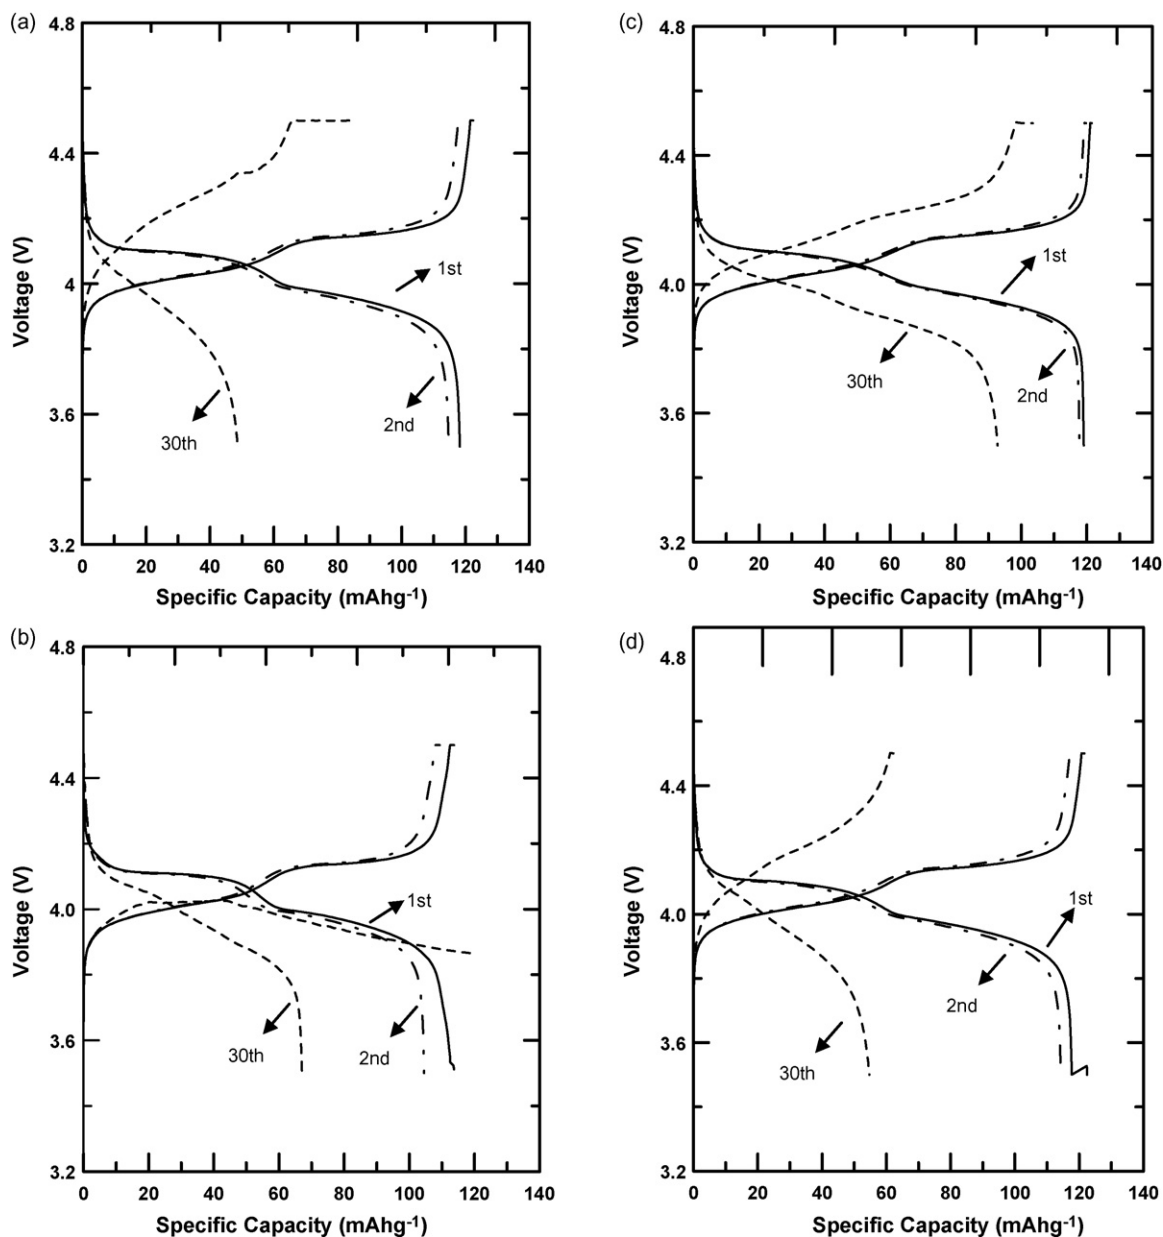 (a)
4.8
4.4
4
3.6
3.2
Voltage (V)
1st
2nd
30th
0 20 40 60 80 100 120 140
Specific Capacity (mAhg-1)
(c)
4.8
4.4
4.0
3.6
3.2
Voltage (V)
1st
30th
2nd
0 20 40 60 80 100 120 140
Specific Capacity (mAhg-1)
(b)
4.8
4.4
4.0
3.6
3.2
Voltage (V)
1st
30th
2nd
0 20 40 60 80 100 120 140
Specific Capacity (mAhg-1)
(d)
4.8
4.4
4.0
3.6
3.2
Voltage (V)
1st
2nd
30th
0 20 40 60 80 100 120 140
Specific Capacity (mAhg-1)